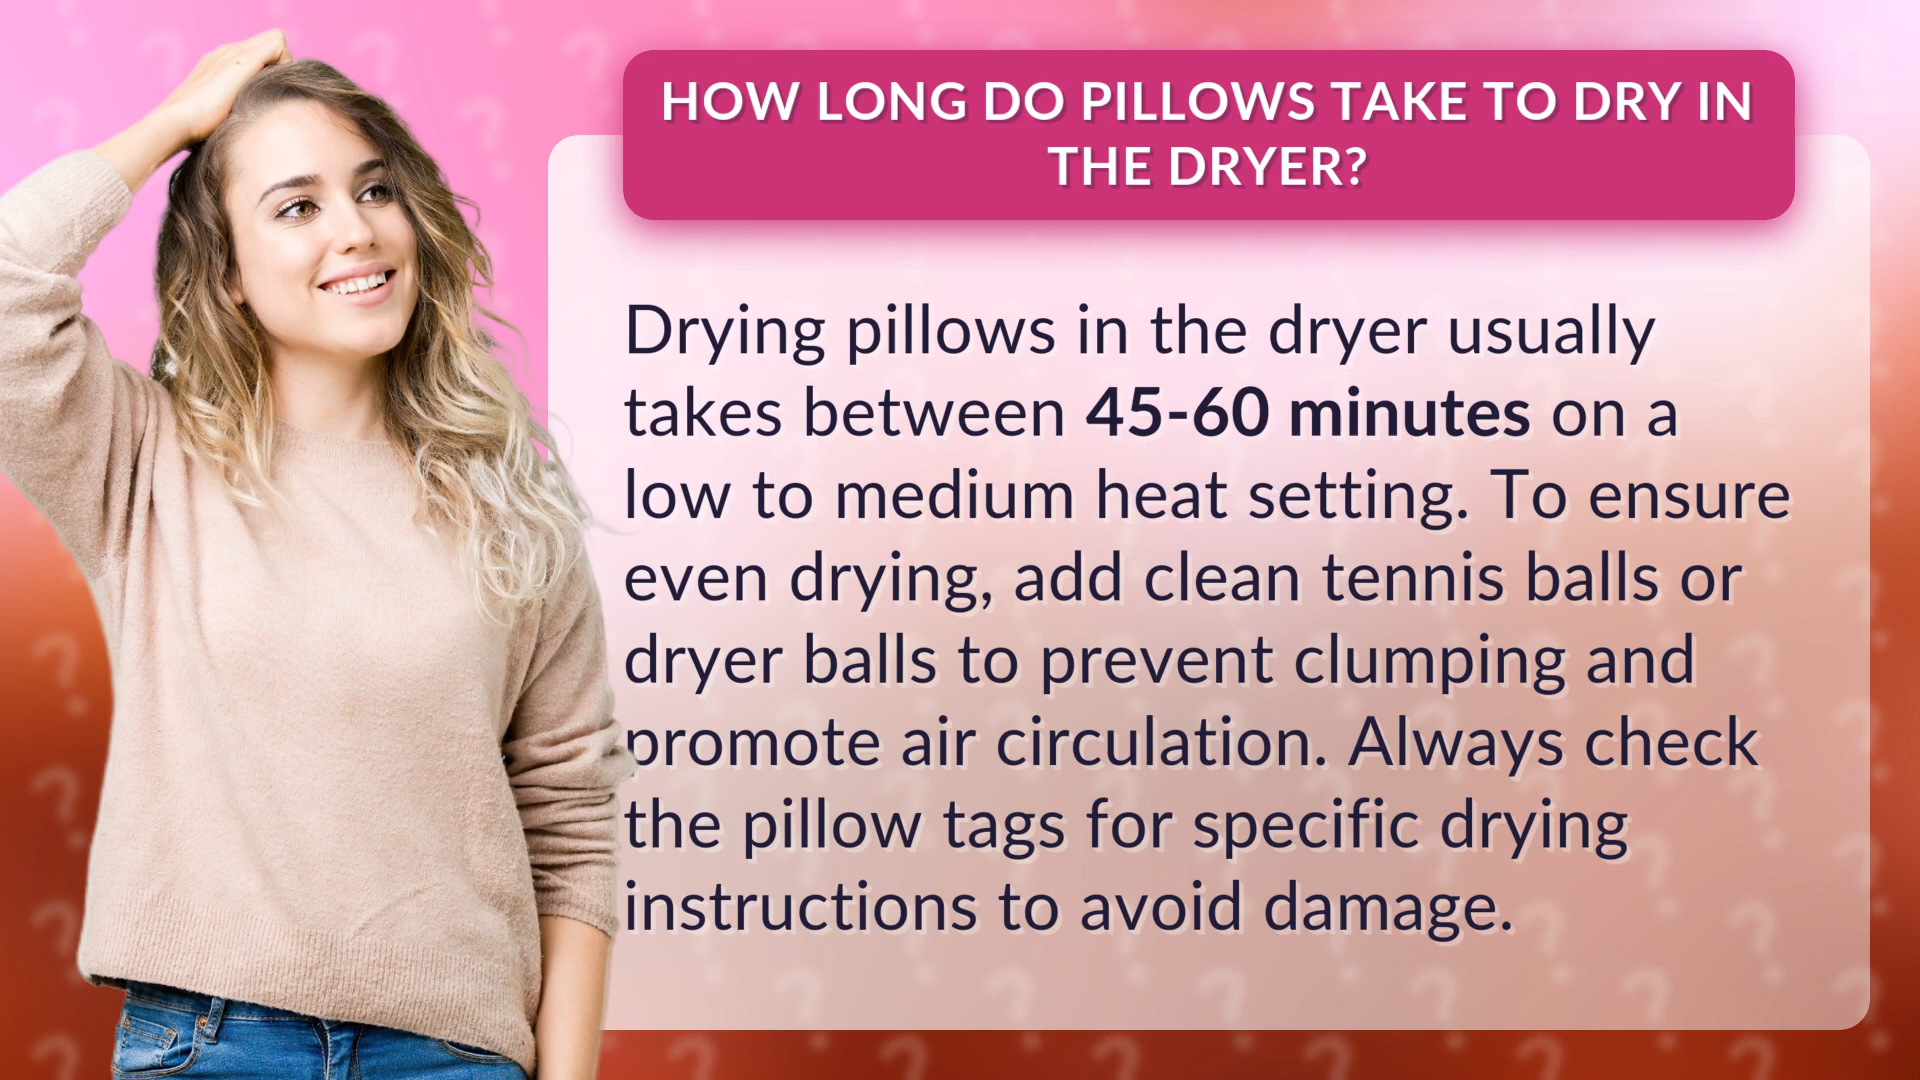 HOW LONG DO PILLOWS TAKE TO DRY IN
THE DRYER?
Drying pillows in the dryer usually
takes between 45-60 minutes on a
low to medium heat setting. To ensure
even drying, add clean tennis balls or
dryer balls to prevent clumping and
promote air circulation. Always check
the pillow tags for specific drying
instructions to avoid damage.